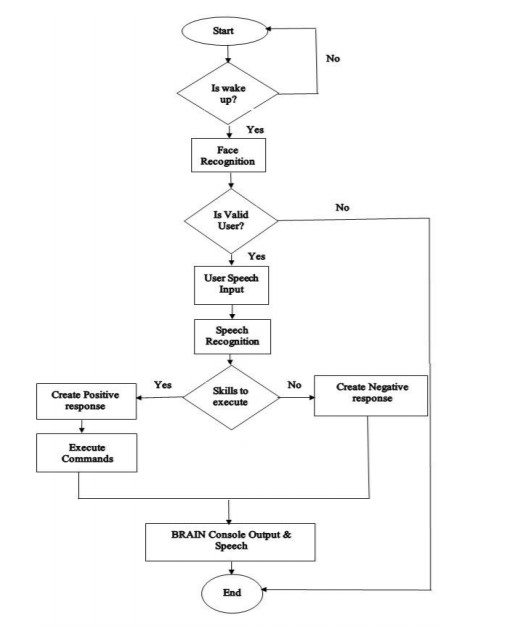 Start
No
Is wake
up?
Yes
Face
Recognition
Is Valid
User?
No
Yes
User Speech
Input
Speech
Recognition
Yes
Skills to
execute
No
Create Positive
response
Create Negative
response
Execute
Commands
BRAIN Console Output &
Speech
End